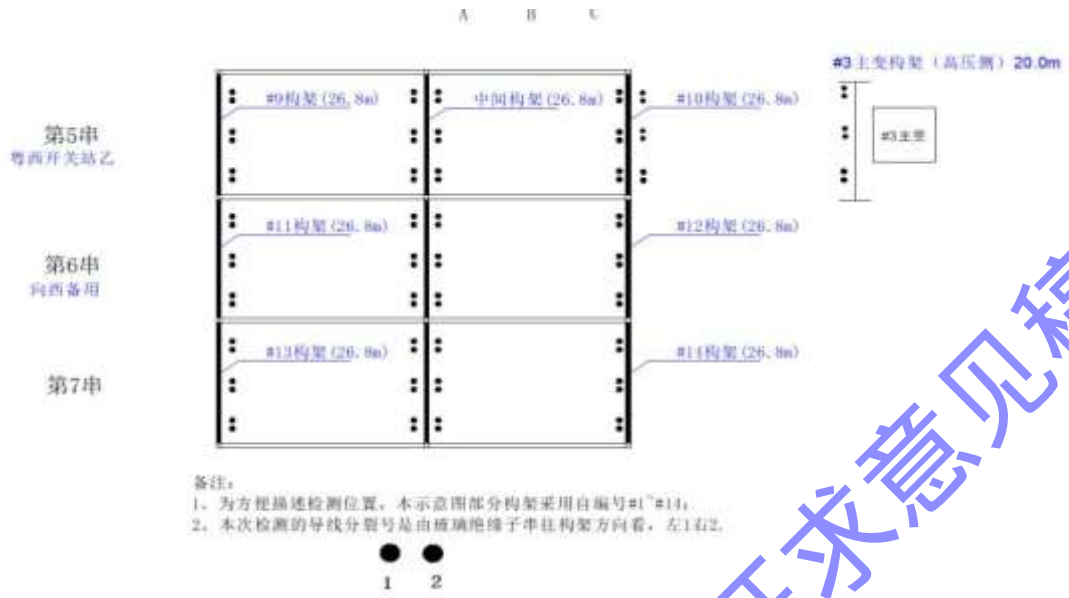 A B C
#3主变构架（高压侧）20.0m
#9构架(26.8m) 中间构架(26.8m) #10构架(26.8m)
#3主变
第5串
粤西开关站乙
#11构架(26.8m) #12构架(26.8m)
第6串
向西备用
#13构架(26.8m) #14构架(26.8m)
第7串
备注:
1、为方便描述检测位置，本示意图部分构架采用自编号#1~#14;
2、本次检测的导线分裂号是由玻璃绝缘子串往构架方向看，左1右2.
1 2
求意见稿